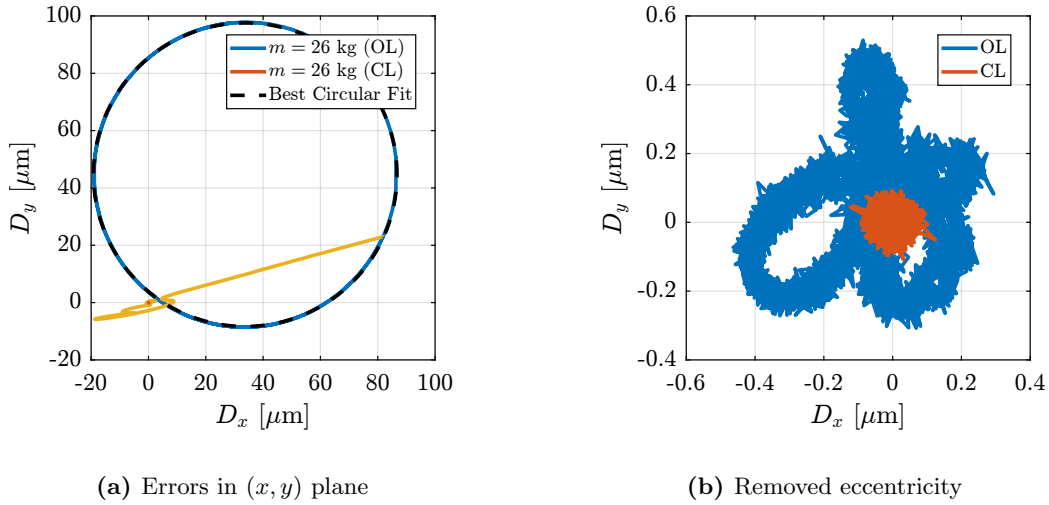 100
80
60
40
20
0
-20
-20
0
20
40
60
80
100
D_y [μm]
D_x [μm]
m = 26 kg (OL)
m = 26 kg (CL)
Best Circular Fit
(a) Errors in (x, y) plane
0.6
0.4
0.2
0
-0.2
-0.4
-0.6
-0.4
-0.2
0
0.2
0.4
D_y [μm]
D_x [μm]
OL
CL
(b) Removed eccentricity